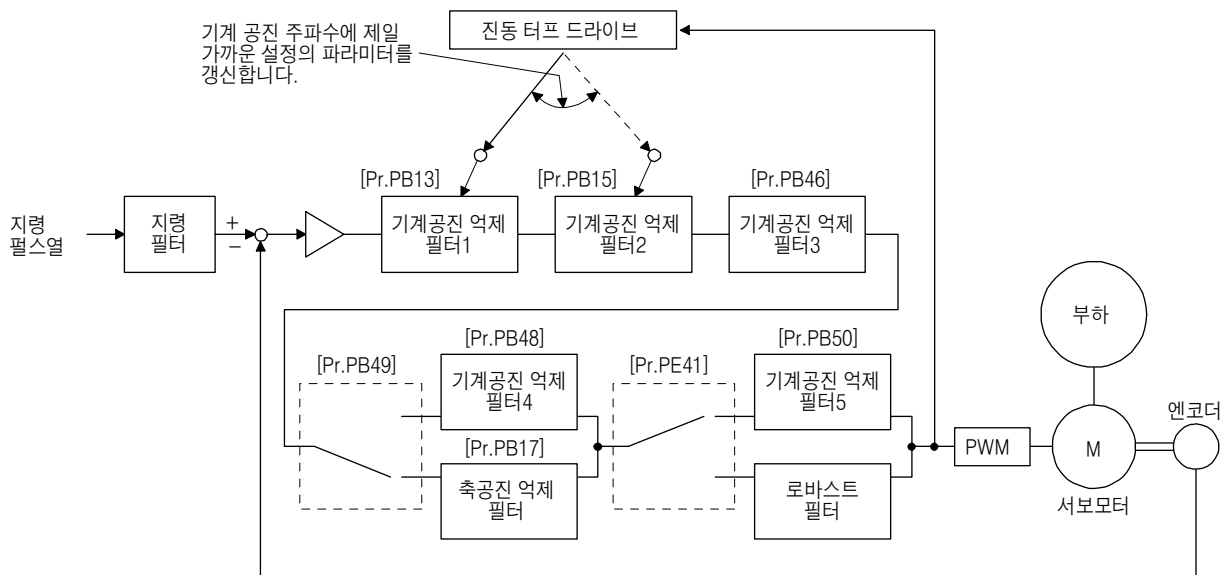 기계 공진 주파수에 제일
가까운 설정의 파라미터를
갱신합니다.
진동 터프 드라이브
[Pr.PB13]
[Pr.PB15]
[Pr.PB46]
지령
펄스열
지령
필터
+
−
기계공진 억제
필터1
기계공진 억제
필터2
기계공진 억제
필터3
부하
[Pr.PB49]
[Pr.PB48]
기계공진 억제
필터4
[Pr.PE41]
[Pr.PB50]
기계공진 억제
필터5
엔코더
[Pr.PB17]
축공진 억제
필터
로바스트
필터
PWM
M
서보모터